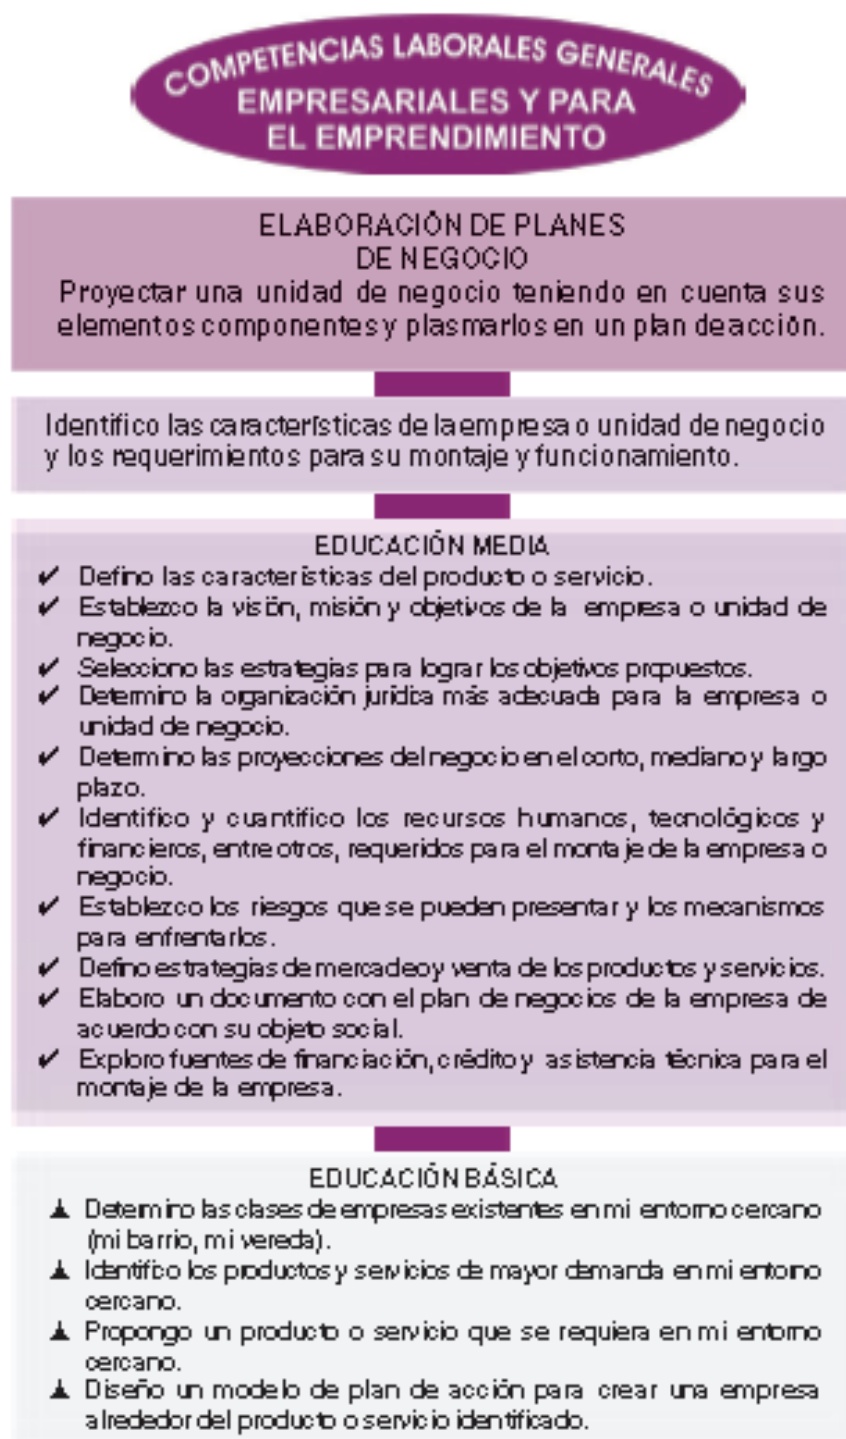 COMPETENCIAS LABORALES GENERALES
EMPRESARIALES Y PARA
EL EMPRENDIMIENTO
ELABORACIÓN DE PLANES
DE NEGOCIO
Proyectar una unidad de negocio teniendo en cuenta sus
elementos componentes y plasmarlos en un plan de acción.
Identifico las características de la empresa o unidad de negocio
y los requerimientos para su montaje y funcionamiento.
EDUCACIÓN MEDIA
✔ Defino las características del producto o servicio.
✔ Establezco la visión, misión y objetivos de la empresa o unidad de
negocio.
✔ Selecciono las estrategias para lograr los objetivos propuestos.
✔ Determino la organización jurídica más adecuada para la empresa o
unidad de negocio.
✔ Determino las proyecciones del negocio en el corto, mediano y largo
plazo.
✔ Identifico y cuantifico los recursos humanos, tecnológicos y
financieros, entre otros, requeridos para el montaje de la empresa o
negocio.
✔ Establezco los riesgos que se pueden presentar y los mecanismos
para enfrentarlos.
✔ Defino estrategias de mercadeo y venta de los productos y servicios.
✔ Elaboro un documento con el plan de negocios de la empresa de
acuerdo con su objeto social.
✔ Exploro fuentes de financiación, crédito y asistencia técnica para el
montaje de la empresa.
EDUCACIÓN BÁSICA
▲ Determino las clases de empresas existentes en mi entorno cercano
(mi barrio, mi vereda).
▲ Identifico los productos y servicios de mayor demanda en mi entorno
cercano.
▲ Propongo un producto o servicio que se requiera en mi entorno
cercano.
▲ Diseño un modelo de plan de acción para crear una empresa
alrededor del producto o servicio identificado.